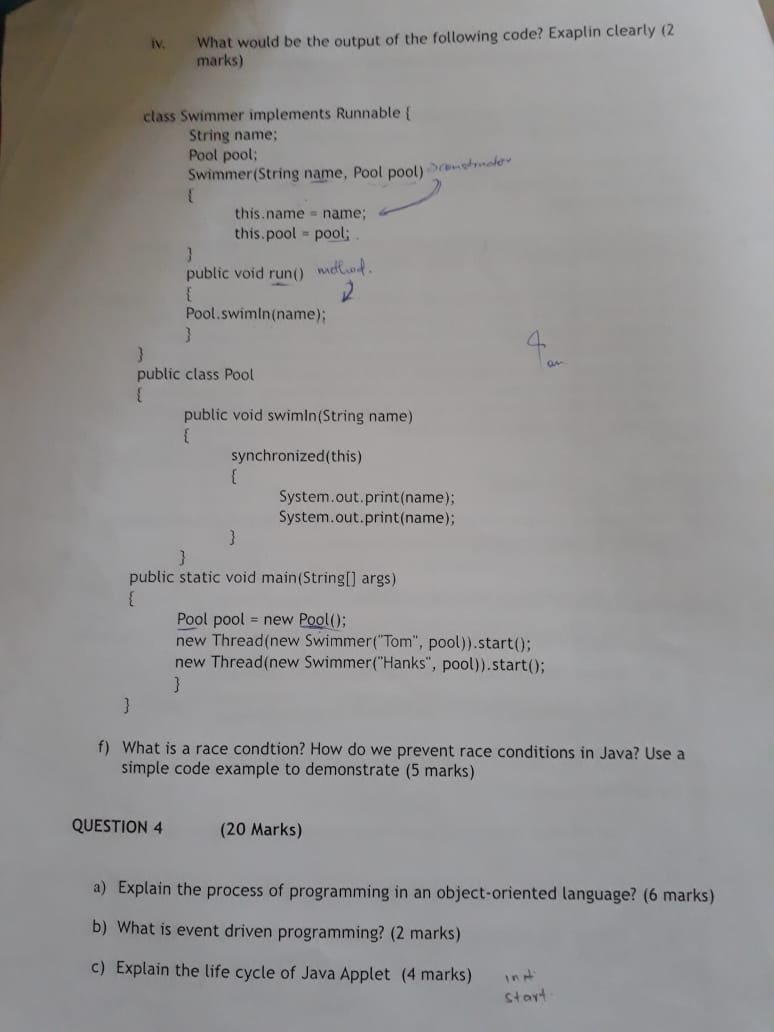 iv. What would be the output of the following code? Exaplin clearly (2
marks)
class Swimmer implements Runnable {
String name;
Pool pool;
Swimmer(String name, Pool pool) constructor
{
this.name = name;
this.pool = pool;
}
public void run() method.
{
Pool.swimIn(name);
}
}
public class Pool
{
public void swimIn(String name)
{
synchronized(this)
{
System.out.print(name);
System.out.print(name);
}
}
public static void main(String[] args)
{
Pool pool = new Pool();
new Thread(new Swimmer("Tom", pool)).start();
new Thread(new Swimmer("Hanks", pool)).start();
}
}
f) What is a race condtion? How do we prevent race conditions in Java? Use a
simple code example to demonstrate (5 marks)
QUESTION 4 (20 Marks)
a) Explain the process of programming in an object-oriented language? (6 marks)
b) What is event driven programming? (2 marks)
c) Explain the life cycle of Java Applet (4 marks) init
start